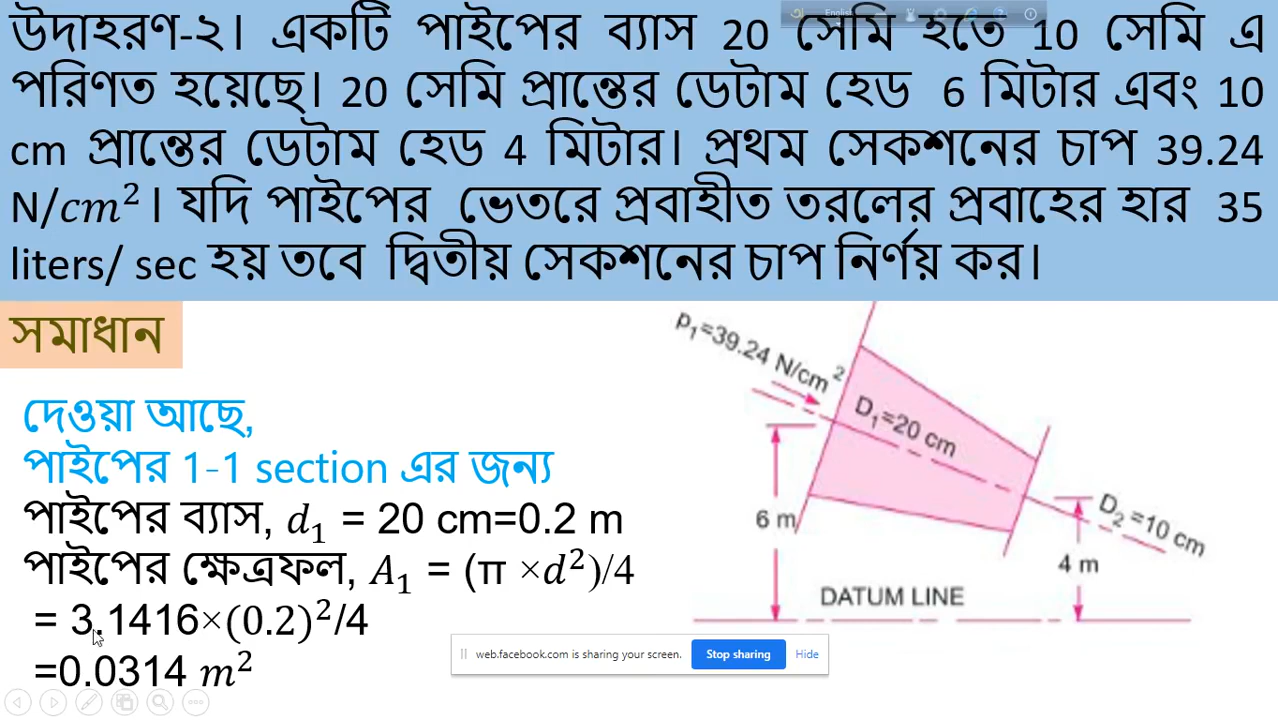 উদাহরণ-২। একটি পাইপের ব্যাস 20 সেমি হতে 10 সেমি এ
পরিণত হয়েছে। 20 সেমি প্রান্তের ডেটাম হেড 6 মিটার এবং 10
cm প্রান্তের ডেটাম হেড 4 মিটার। প্রথম সেকশনের চাপ 39.24
N/cm²। যদি পাইপের ভেতরে প্রবাহীত তরলের প্রবাহের হার 35
liters/ sec হয় তবে দ্বিতীয় সেকশনের চাপ নির্ণয় কর।
English
সমাধান
দেওয়া আছে,
পাইপের 1-1 section এর জন্য
পাইপের ব্যাস, d₁ = 20 cm=0.2 m
পাইপের ক্ষেত্রফল, A₁ = (π ×d²)/4
= 3.1416×(0.2)²/4
=0.0314 m²
p₁=39.24 N/cm²
D₁=20 cm
D₂=10 cm
6 m
4 m
DATUM LINE
web.facebook.com is sharing your screen.
Stop sharing
Hide